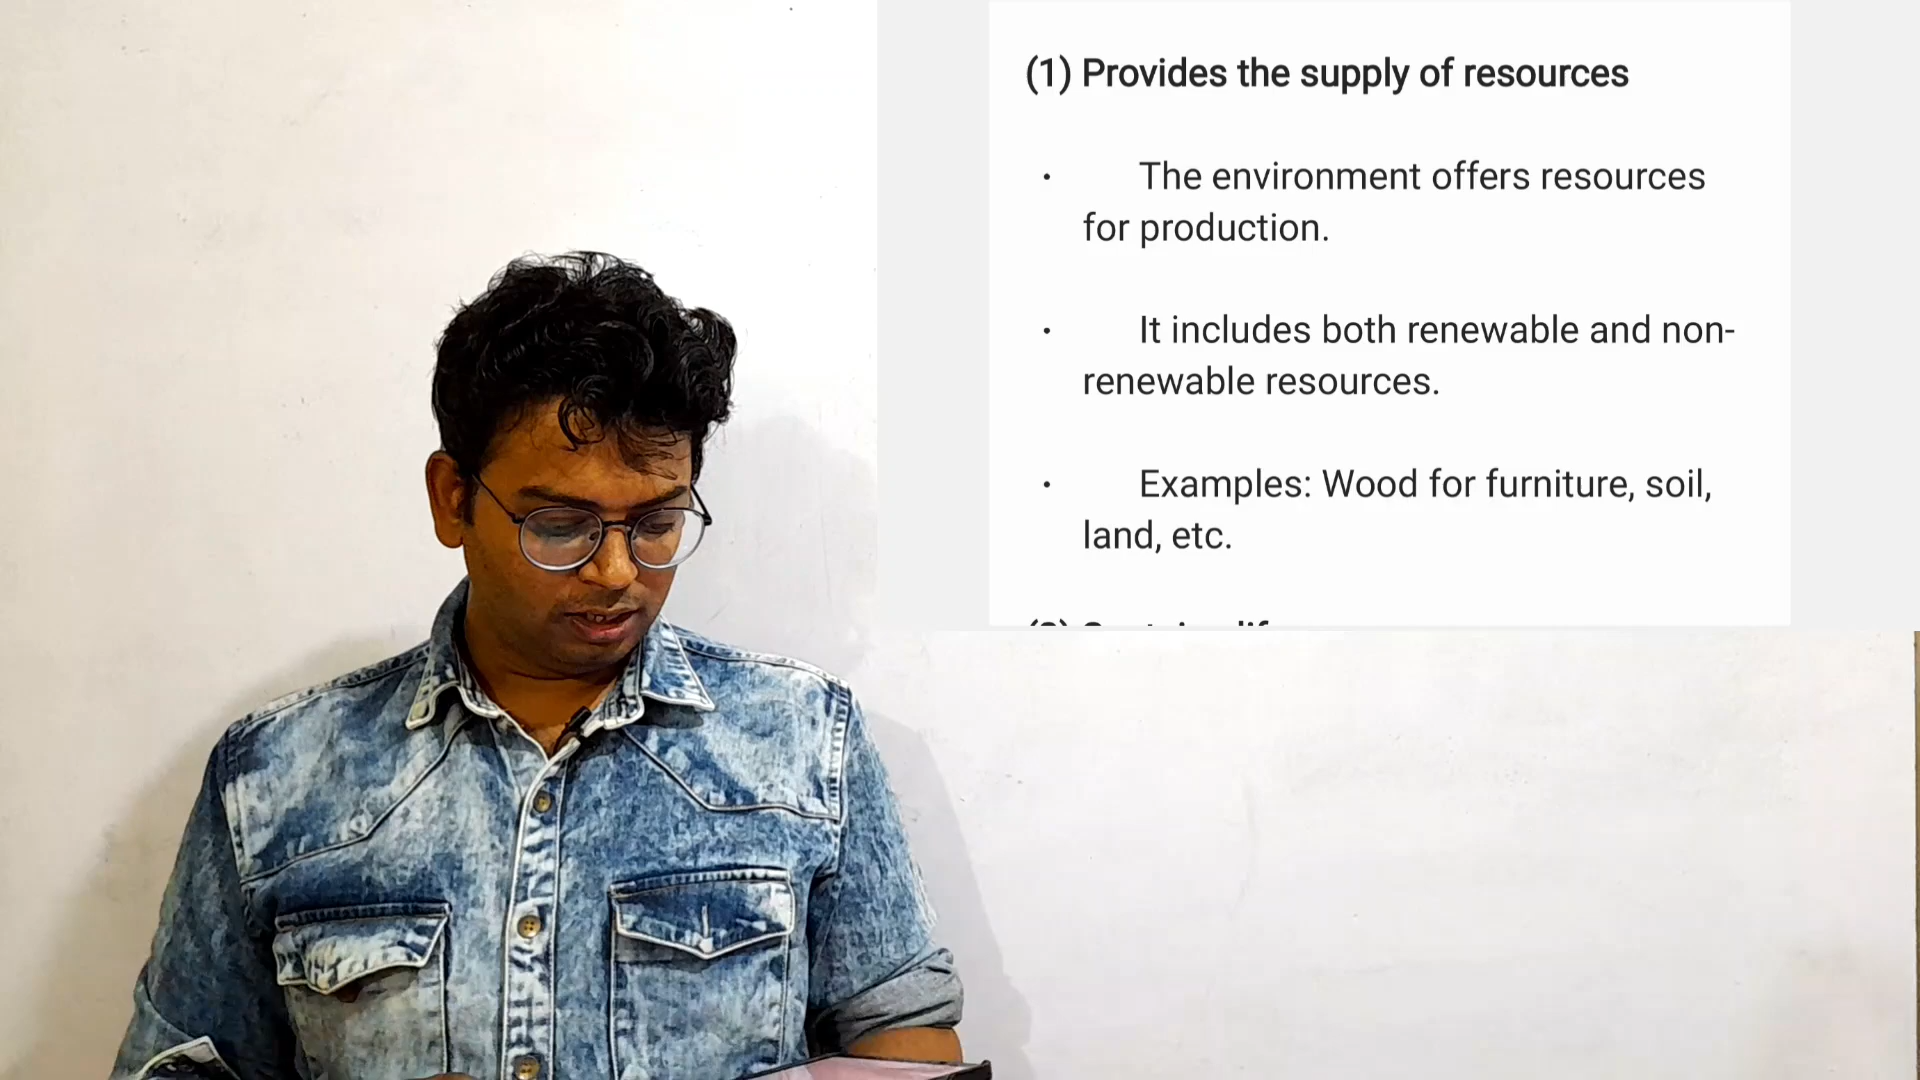 (1) Provides the supply of resources
· The environment offers resources
for production.
· It includes both renewable and non-
renewable resources.
· Examples: Wood for furniture, soil,
land, etc.